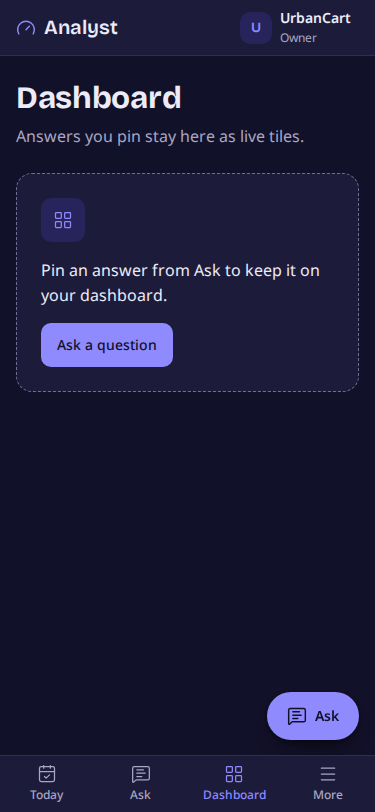 Analyst
U
UrbanCart
Owner
Dashboard
Answers you pin stay here as live tiles.
Pin an answer from Ask to keep it on
your dashboard.
Ask a question
Ask
Today
Ask
Dashboard
More